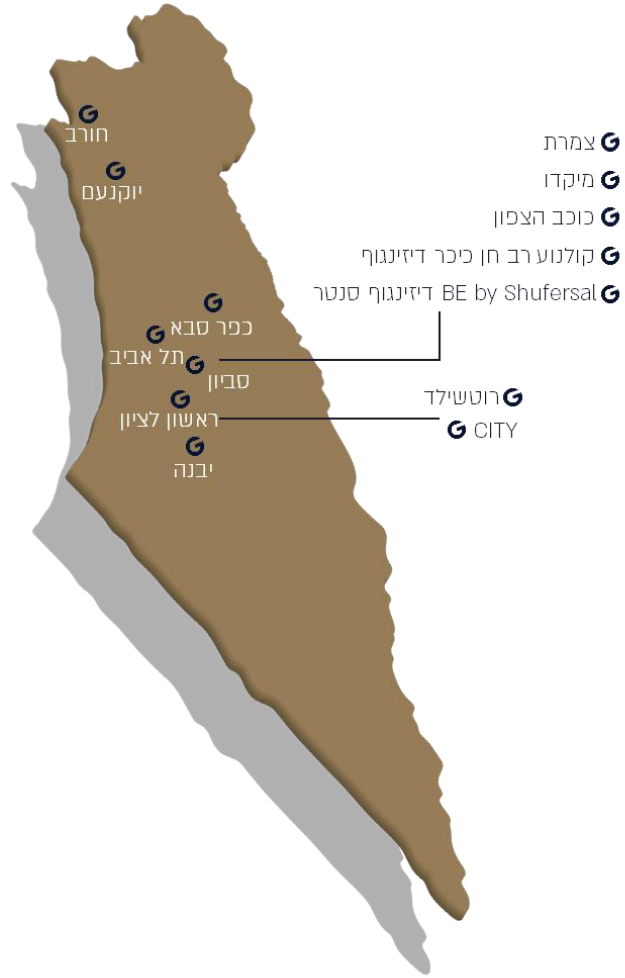 חורב
יוקנעם
צמרת
מיקדו
כוכב הצפון
קולנוע רב חן כיכר דיזינגוף
BE by Shufersal דיזינגוף סנטר
כפר סבא
תל אביב
סביון
רוטשילד
ראשון לציון
CITY
יבנה